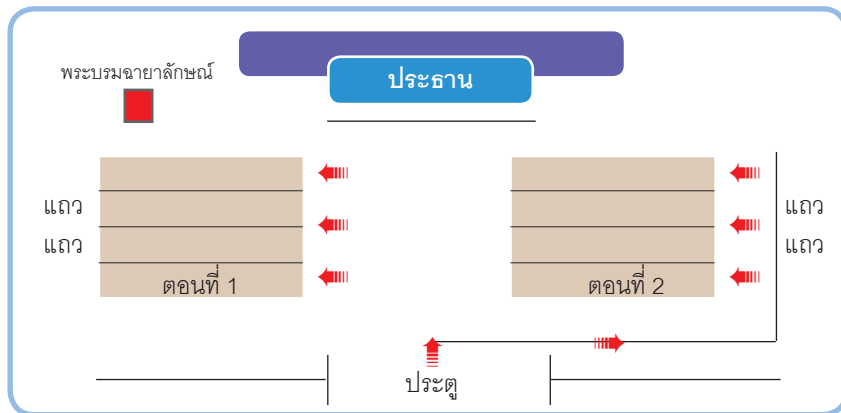 พระบรมฉายาลักษณ์
ประธาน
แถว
แถว
แถว
แถว
ตอนที่ 1
ตอนที่ 2
ประตู